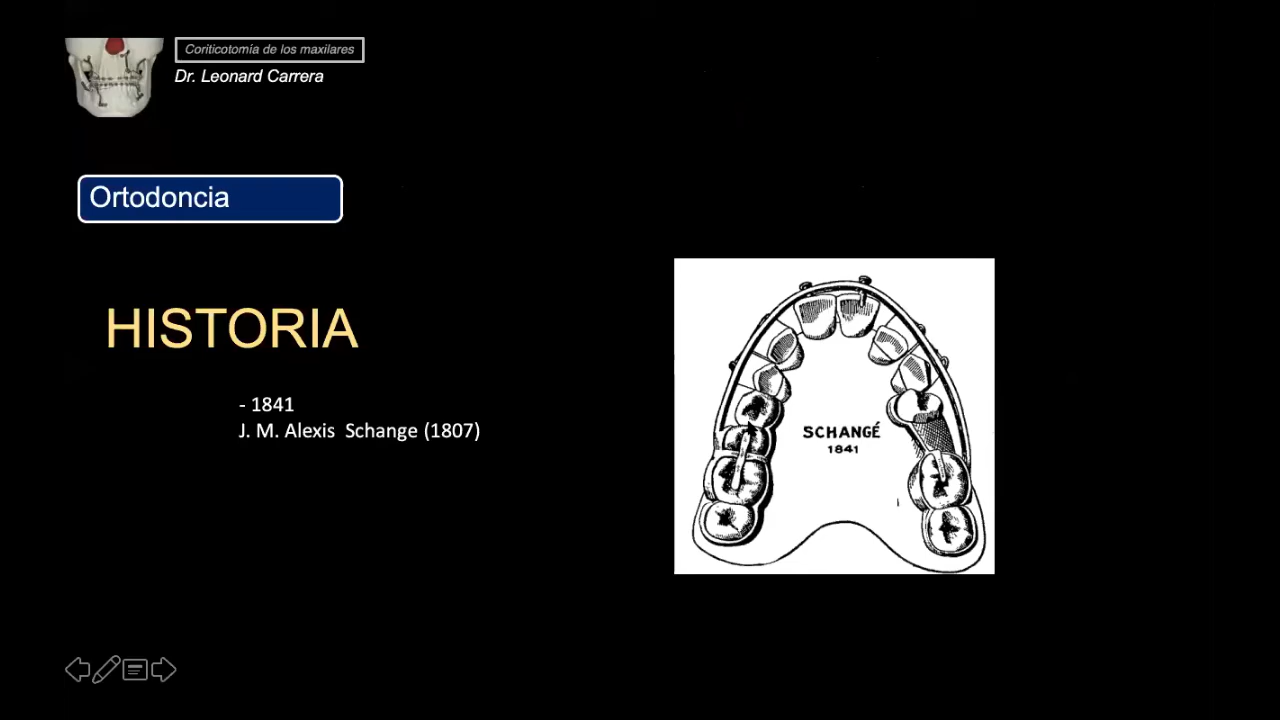 Coriticotomía de los maxilares
Dr. Leonard Carrera
Ortodoncia
HISTORIA
- 1841
J. M. Alexis Schange (1807)
SCHANGÉ
1841